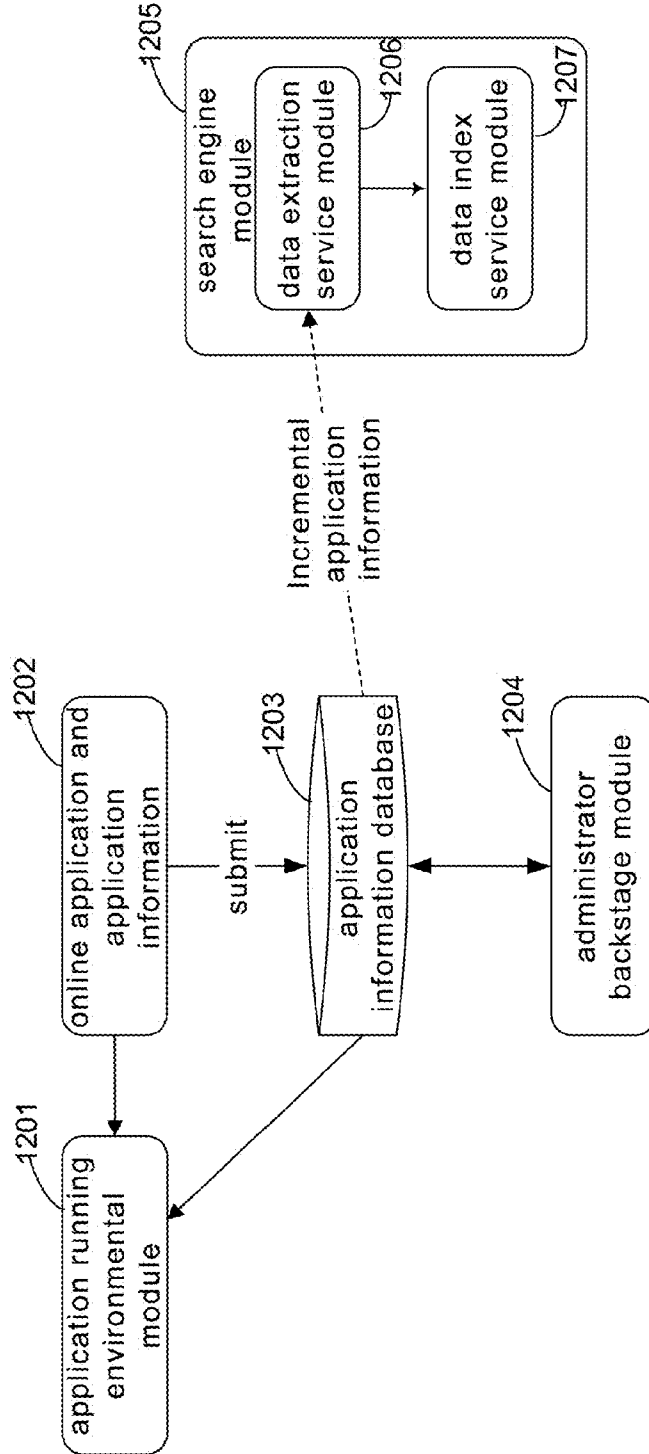 1201
application running
environmental
module
1202
online application and
application
information
submit
1203
application
information database
1204
administrator
backstage module
Incremental
application
information
1205
search engine
module
data extraction
service module
1206
data index
service module
1207